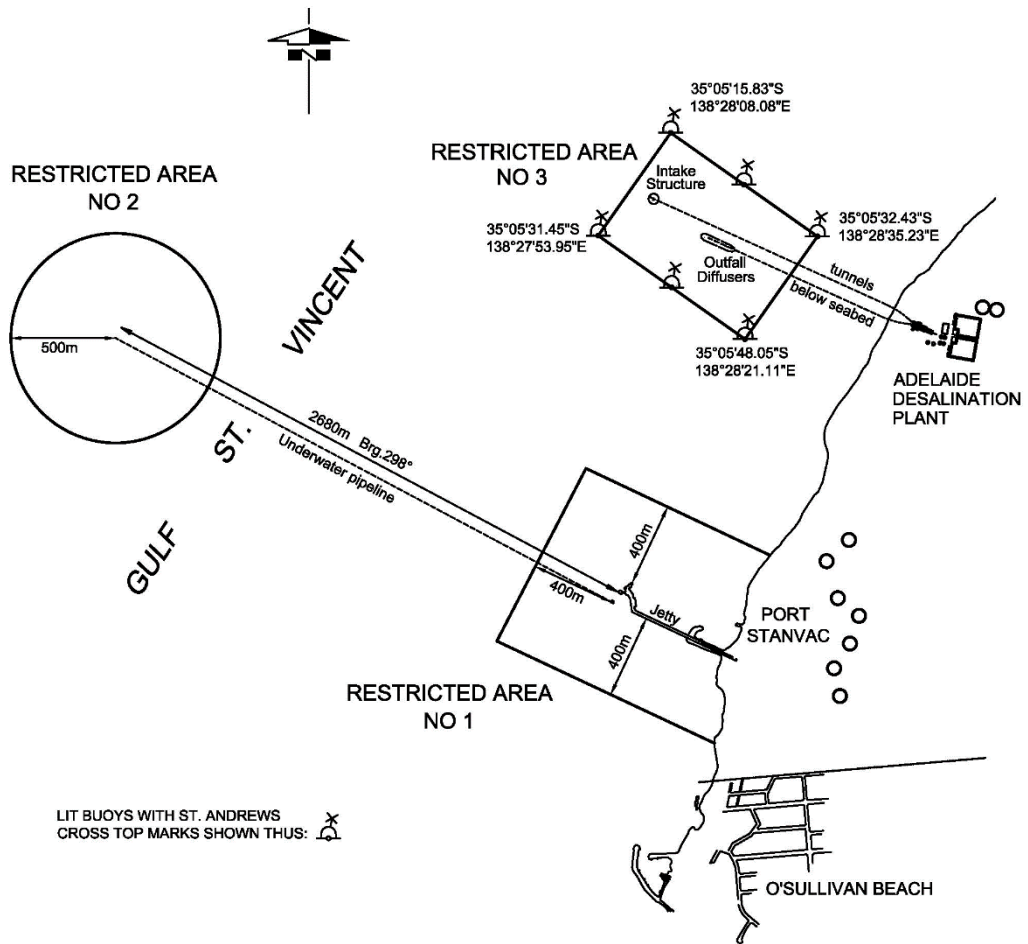 N
35°05'15.83"S
138°28'08.08"E
RESTRICTED AREA
NO 3
RESTRICTED AREA
NO 2
Intake
Structure
35°05'31.45"S
138°27'53.95"E
35°05'32.43"S
138°28'35.23"E
Outfall
Diffusers
tunnels
below seabed
35°05'48.05"S
138°28'21.11"E
ADELAIDE
DESALINATION
PLANT
500m
GULF ST. VINCENT
2680m Brg.298°
Underwater pipeline
400m
400m
400m
Jetty
PORT
STANVAC
RESTRICTED AREA
NO 1
LIT BUOYS WITH ST. ANDREWS
CROSS TOP MARKS SHOWN THUS:
O'SULLIVAN BEACH